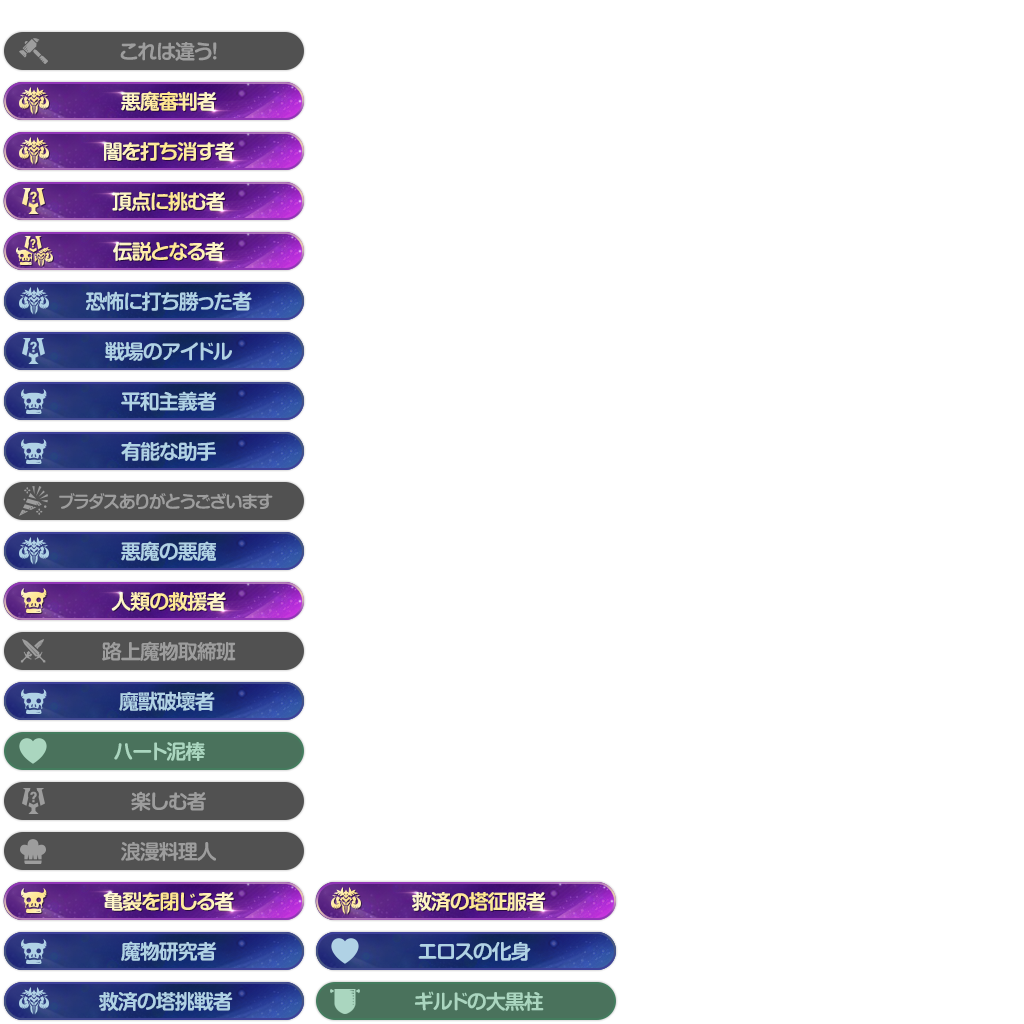 これは違う!
悪魔審判者
闇を打ち消す者
頂点に挑む者
伝説となる者
恐怖に打ち勝った者
戦場のアイドル
平和主義者
有能な助手
ブラダスありがとうございます
悪魔の悪魔
人類の救援者
路上魔物取締班
魔獣破壊者
ハート泥棒
楽しむ者
浪漫料理人
亀裂を閉じる者
救済の塔征服者
魔物研究者
エロスの化身
救済の塔挑戦者
ギルドの大黒柱